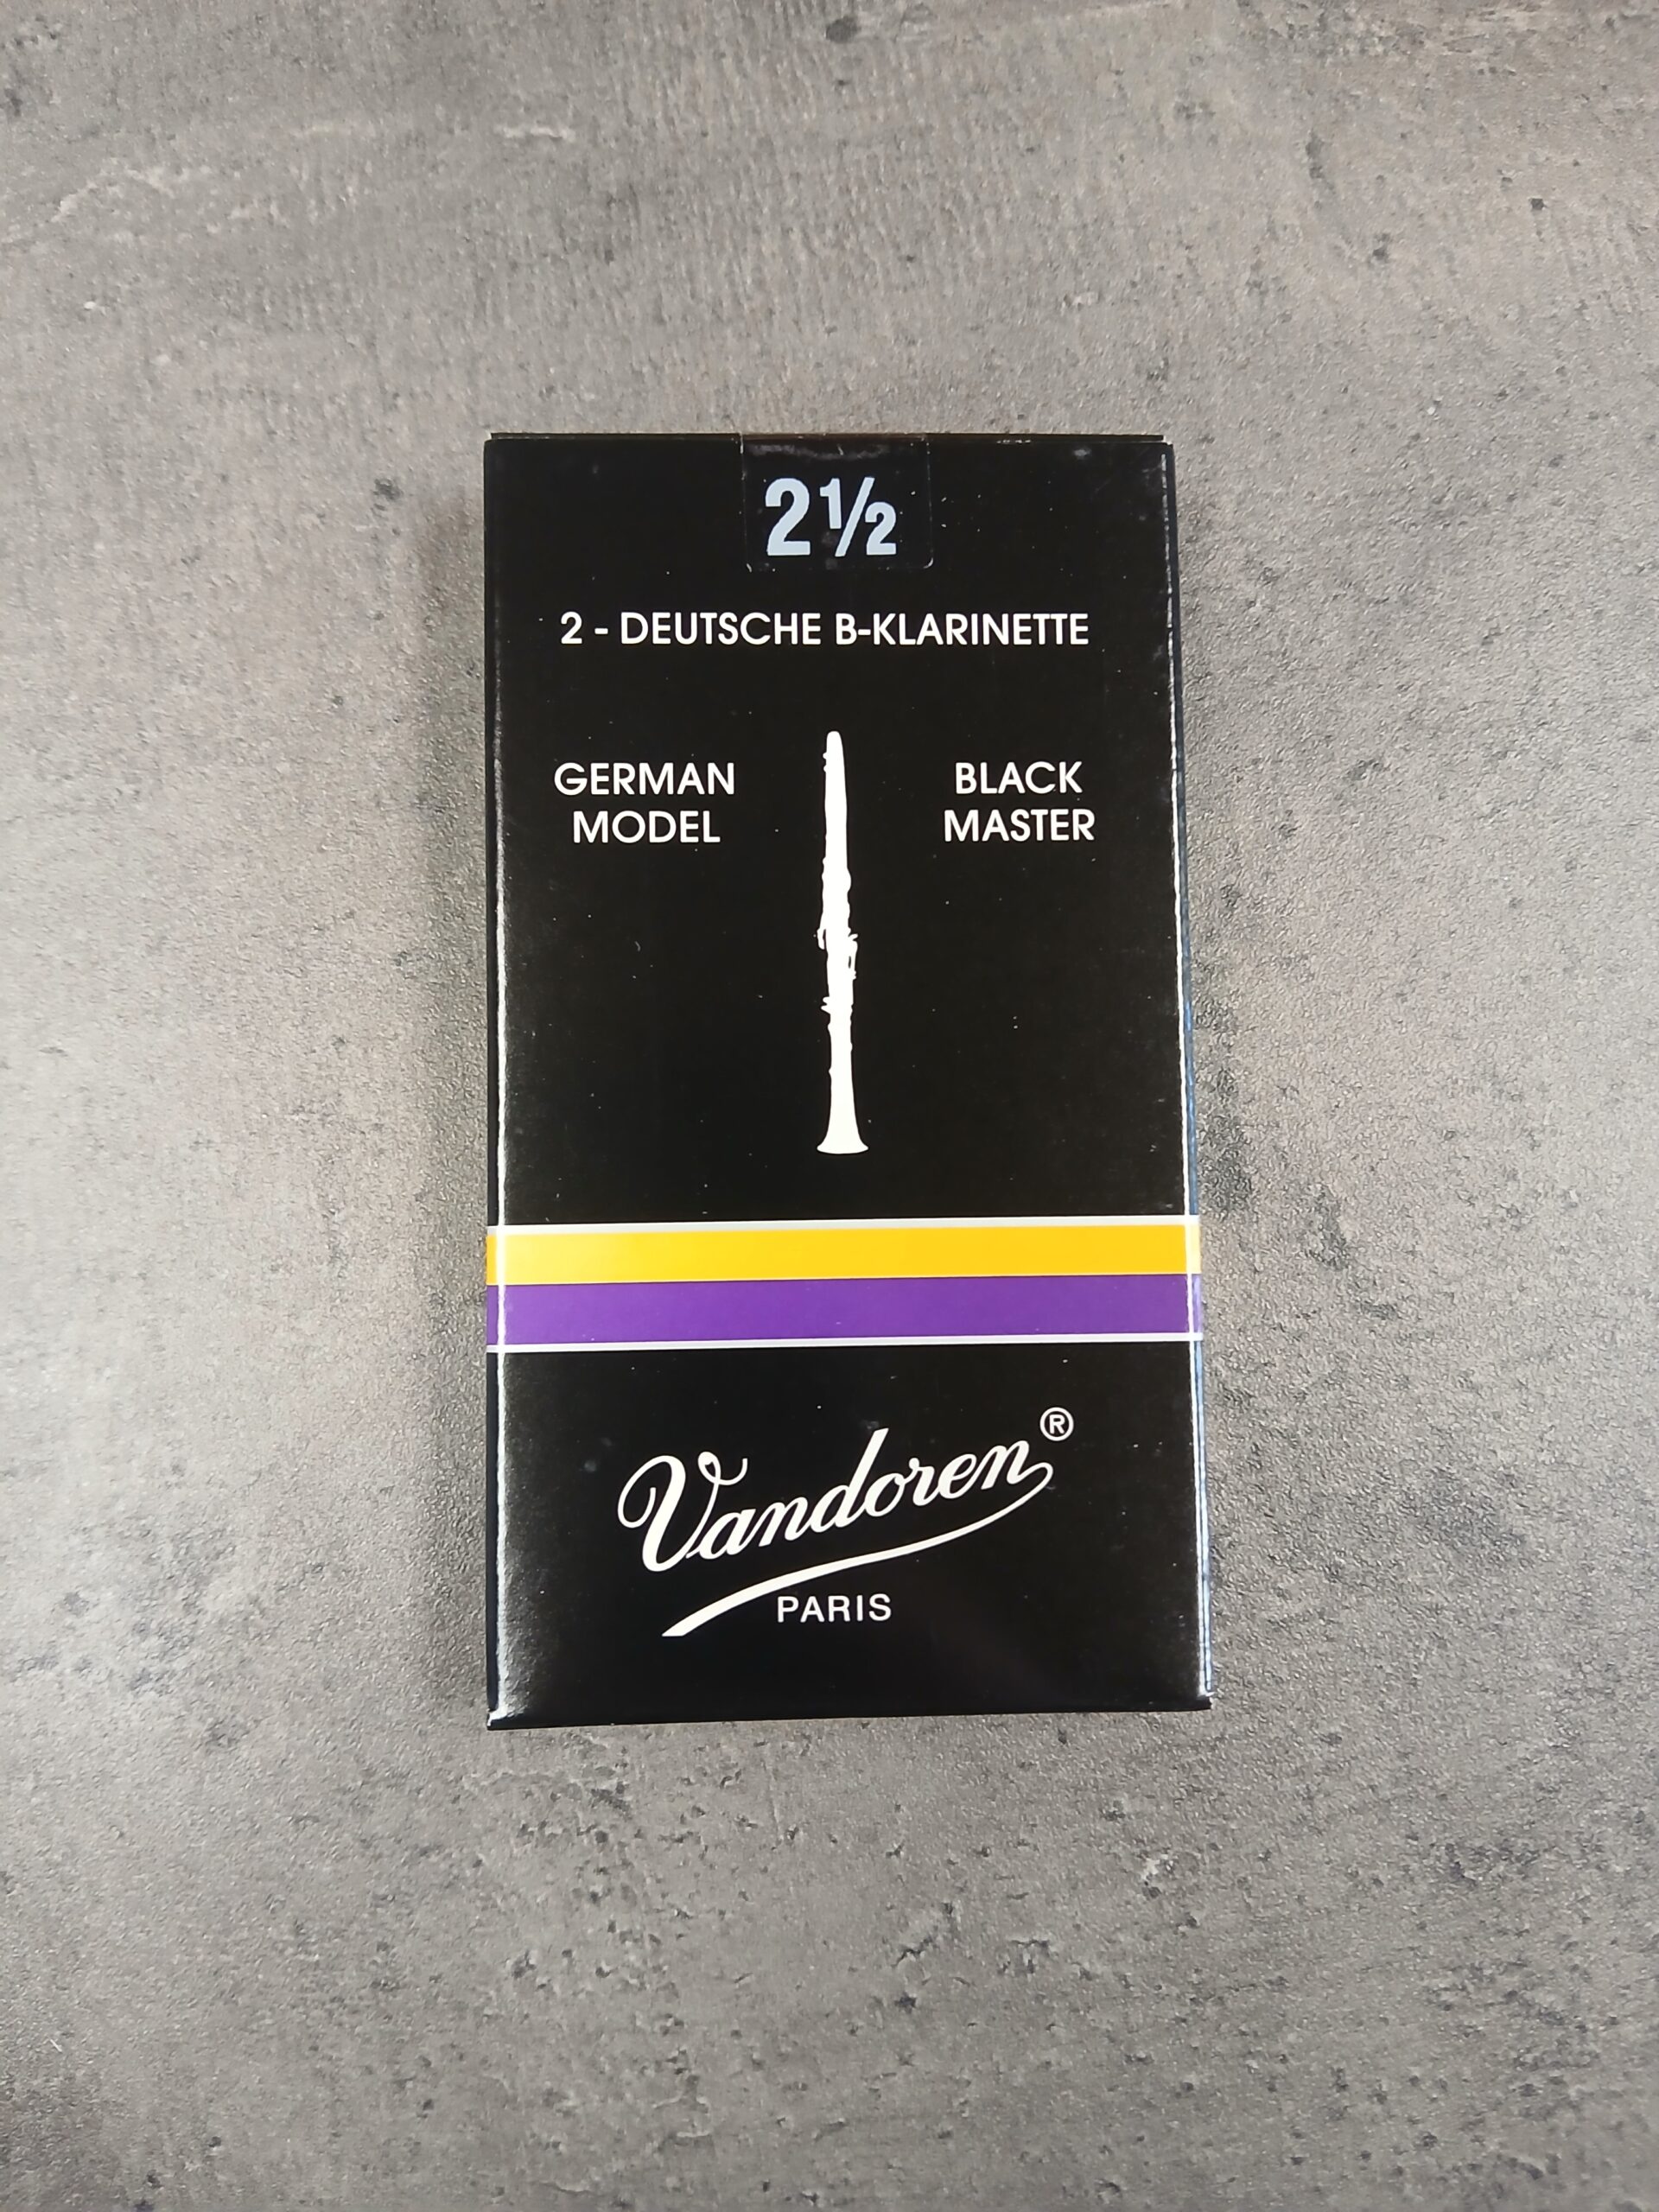 2½
2 - DEUTSCHE B-KLARINETTE
GERMAN
MODEL
BLACK
MASTER
Vandoren®
PARIS